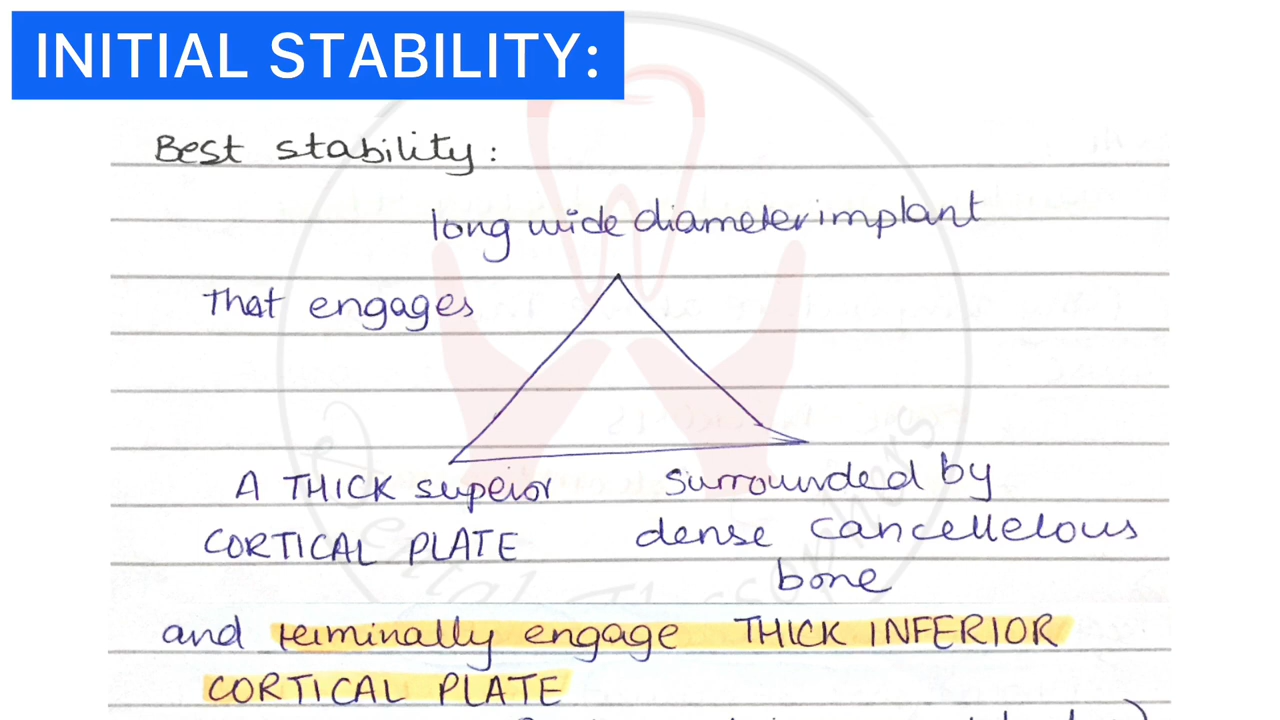 INITIAL STABILITY:
Best stability:
long wide diameter implant
That engages
A THICK supeior
CORTICAL PLATE
surrounded by
dense cancellelous
bone
and terminally engage THICK INFERIOR
CORTICAL PLATE